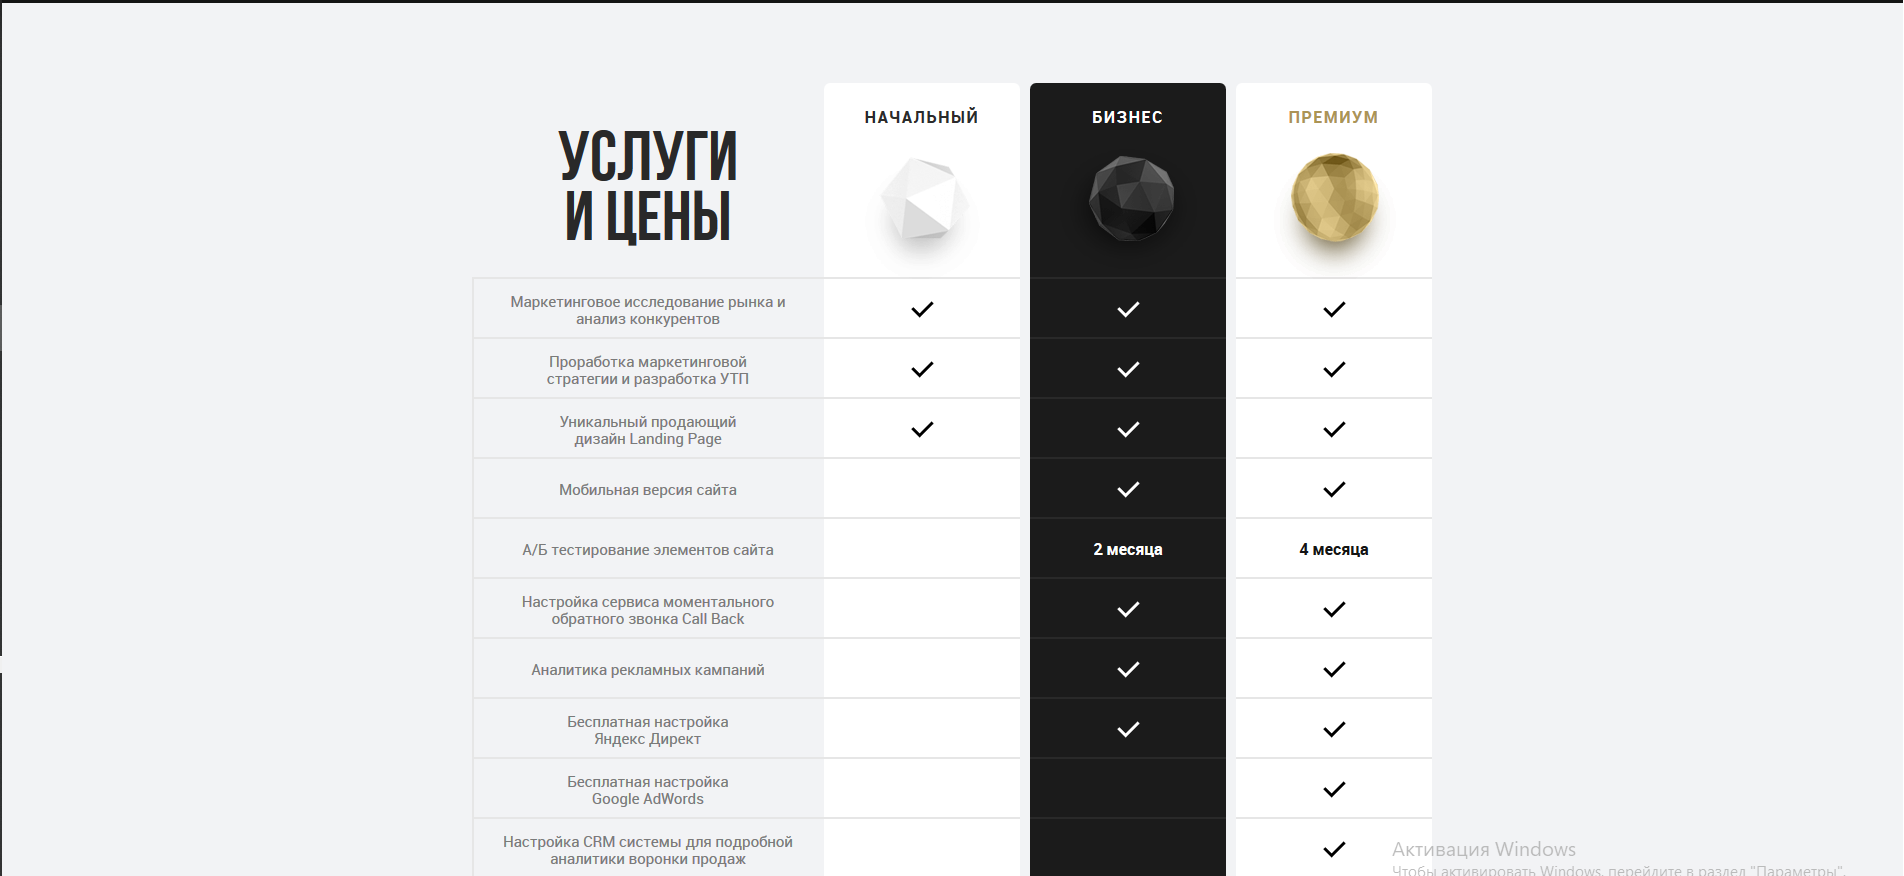 НАЧАЛЬНЫЙ
БИЗНЕС
ПРЕМИУМ
УСЛУГИ
И ЦЕНЫ
Маркетинговое исследование рынка и
анализ конкурентов
Проработка маркетинговой
стратегии и разработка УТП
Уникальный продающий
дизайн Landing Page
Мобильная версия сайта
А/Б тестирование элементов сайта
2 месяца
4 месяца
Настройка сервиса моментального
обратного звонка Call Back
Аналитика рекламных кампаний
Бесплатная настройка
Яндекс Директ
Бесплатная настройка
Google AdWords
Настройка CRM системы для подробной
аналитики воронки продаж
Активация Windows
Чтобы активировать Windows, перейдите в раздел "Параметры".